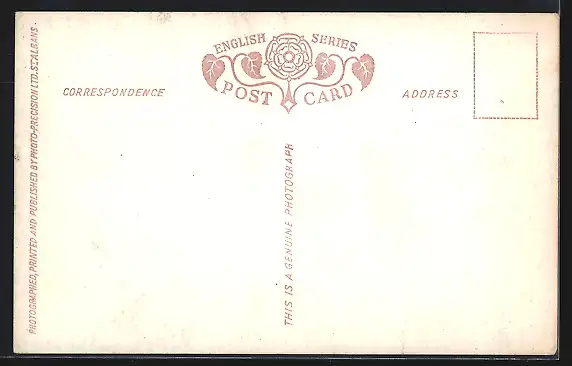 ENGLISH SERIES
POST CARD
CORRESPONDENCE
ADDRESS
THIS IS A GENUINE PHOTOGRAPH
PHOTOGRAPHED, PRINTED AND PUBLISHED BY PHOTO-PRECISION LTD. ST. ALBANS.